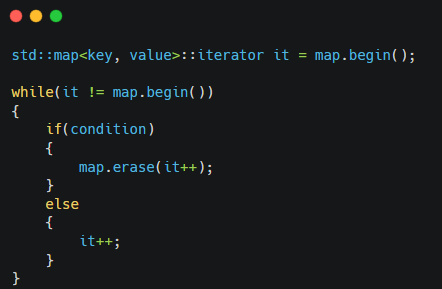 std::map<key, value>::iterator it = map.begin();
while(it != map.begin())
{
    if(condition)
    {
        map.erase(it++);
    }
    else
    {
        it++;
    }
}